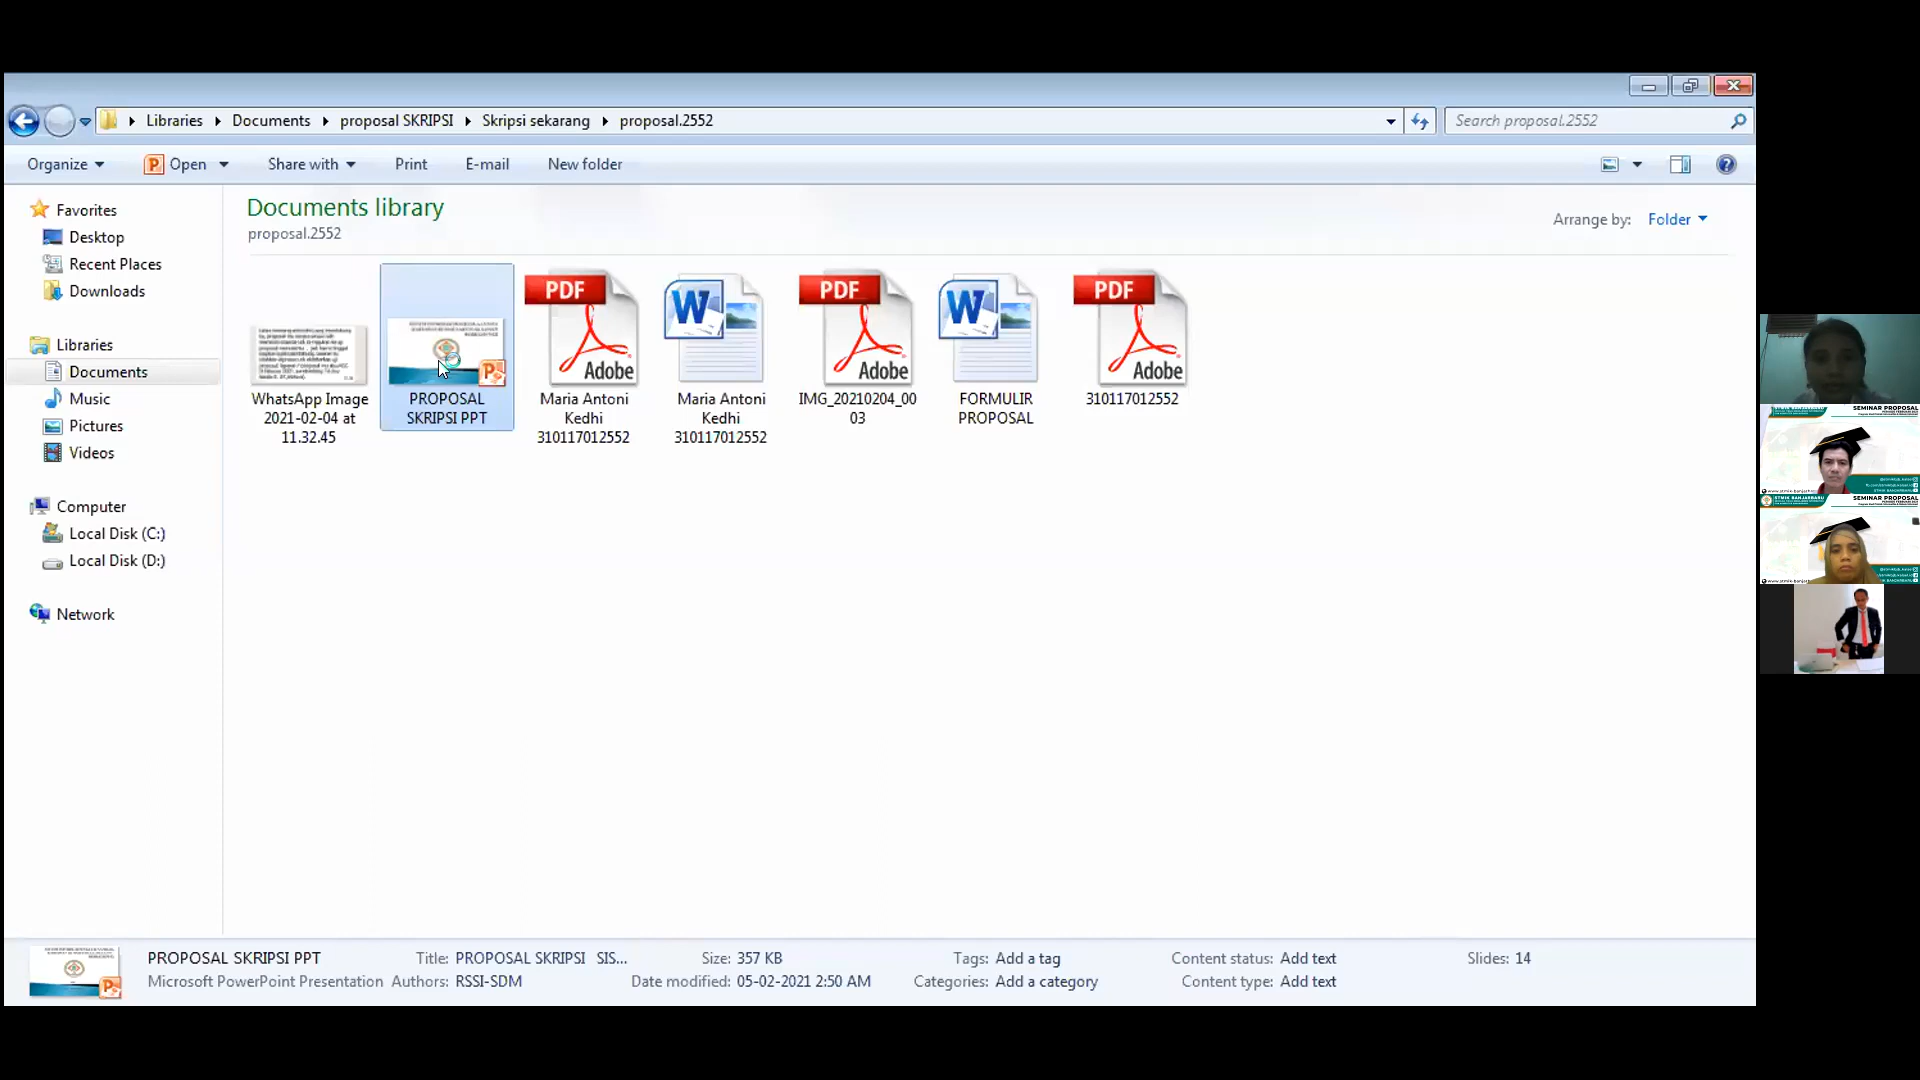 Libraries Documents proposal SKRIPSI Skripsi sekarang proposal.2552
Search proposal.2552
Organize Open Share with Print E-mail New folder
Favorites
Desktop
Recent Places
Downloads
Libraries
Documents
Music
Pictures
Videos
Computer
Local Disk (C:)
Local Disk (D:)
Network
Documents library
proposal.2552
Arrange by: Folder
WhatsApp Image
2021-02-04 at
11.32.45
PROPOSAL
SKRIPSI PPT
PDF
Adobe
Maria Antoni
Kedhi
310117012552
W
Maria Antoni
Kedhi
310117012552
PDF
Adobe
IMG_20210204_00
03
W
FORMULIR
PROPOSAL
PDF
Adobe
310117012552
SEMINAR PROPOSAL
STMIK BANJARBARU
SEMINAR PROPOSAL
PROPOSAL SKRIPSI PPT Title: PROPOSAL SKRIPSI SIS... Size: 357 KB Tags: Add a tag Content status: Add text Slides: 14
Microsoft PowerPoint Presentation Authors: RSSI-SDM Date modified: 05-02-2021 2:50 AM Categories: Add a category Content type: Add text